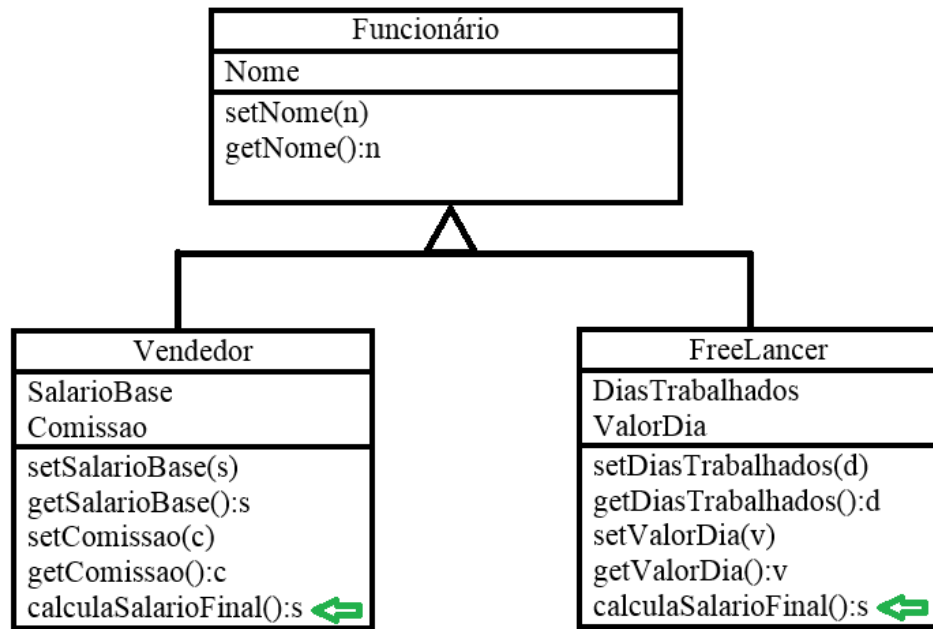 Funcionário
Nome
setNome(n)
getNome():n
Vendedor
SalarioBase
Comissao
setSalarioBase(s)
getSalarioBase():s
setComissao(c)
getComissao():c
calculaSalarioFinal():s
FreeLancer
DiasTrabalhados
ValorDia
setDiasTrabalhados(d)
getDiasTrabalhados():d
setValorDia(v)
getValorDia():v
calculaSalarioFinal():s